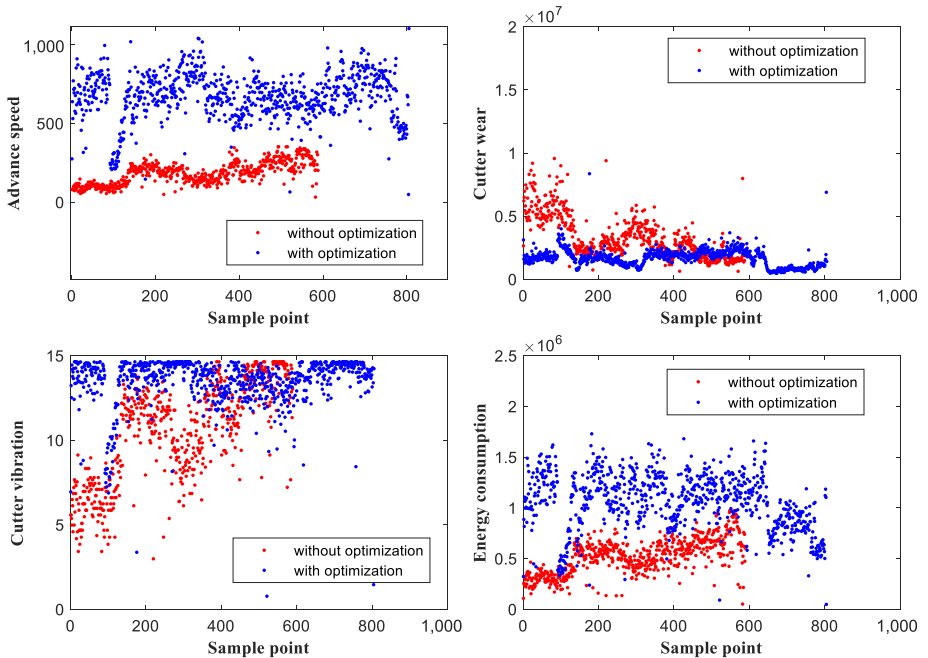 1,000
500
0
Advance speed
without optimization
with optimization
0 200 400 600 800
Sample point
×10⁷
2
1.5
1
0.5
0
Cutter wear
without optimization
with optimization
0 200 400 600 800 1,000
Sample point
15
10
5
0
Cutter vibration
without optimization
with optimization
0 200 400 600 800 1,000
Sample point
×10⁶
2.5
2
1.5
1
0.5
0
Energy consumption
without optimization
with optimization
0 200 400 600 800 1,000
Sample point